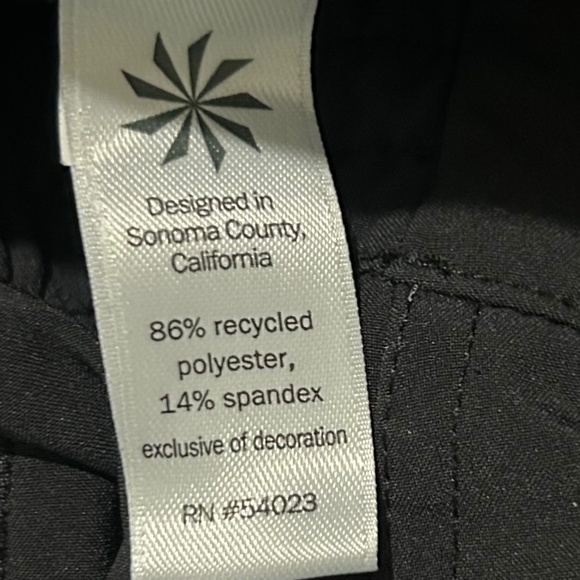 Designed in
Sonoma County,
California
86% recycled
polyester,
14% spandex
exclusive of decoration
RN #54023